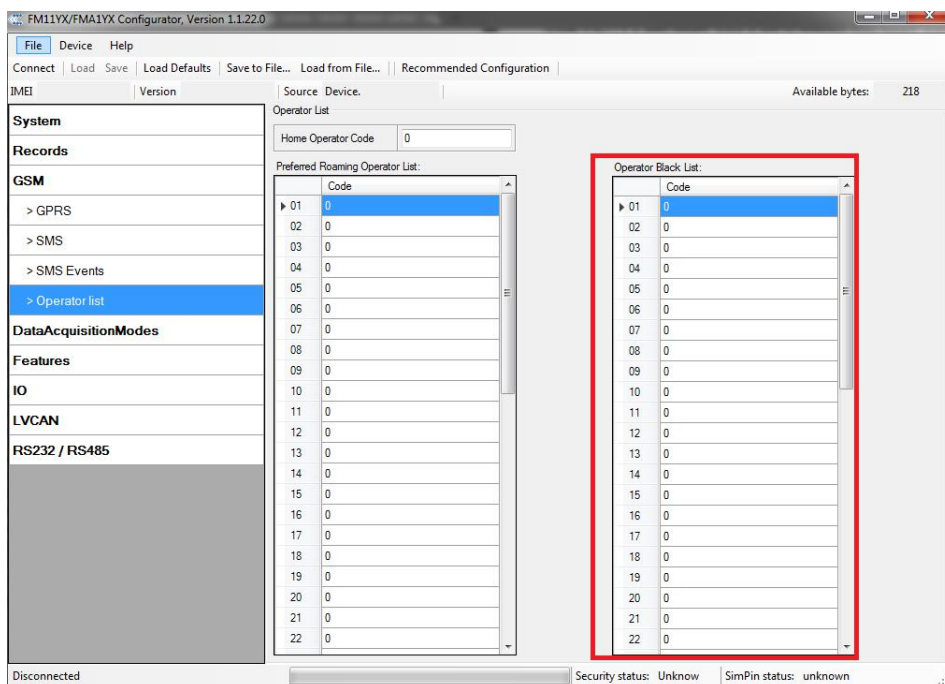 FM11YX/FMA1YX Configurator, Version 1.1.22.0
File Device Help
Connect Load Save Load Defaults Save to File... Load from File... Recommended Configuration
IMEI Version Source Device. Available bytes: 218
System
Records
GSM
> GPRS
> SMS
> SMS Events
> Operator list
DataAcquisitionModes
Features
IO
LVCAN
RS232 / RS485
Operator List
Home Operator Code 0
Preferred Roaming Operator List:
Code
01 0
02 0
03 0
04 0
05 0
06 0
07 0
08 0
09 0
10 0
11 0
12 0
13 0
14 0
15 0
16 0
17 0
18 0
19 0
20 0
21 0
22 0
Operator Black List:
Code
01 0
02 0
03 0
04 0
05 0
06 0
07 0
08 0
09 0
10 0
11 0
12 0
13 0
14 0
15 0
16 0
17 0
18 0
19 0
20 0
21 0
22 0
Disconnected Security status: Unknow SimPin status: unknown